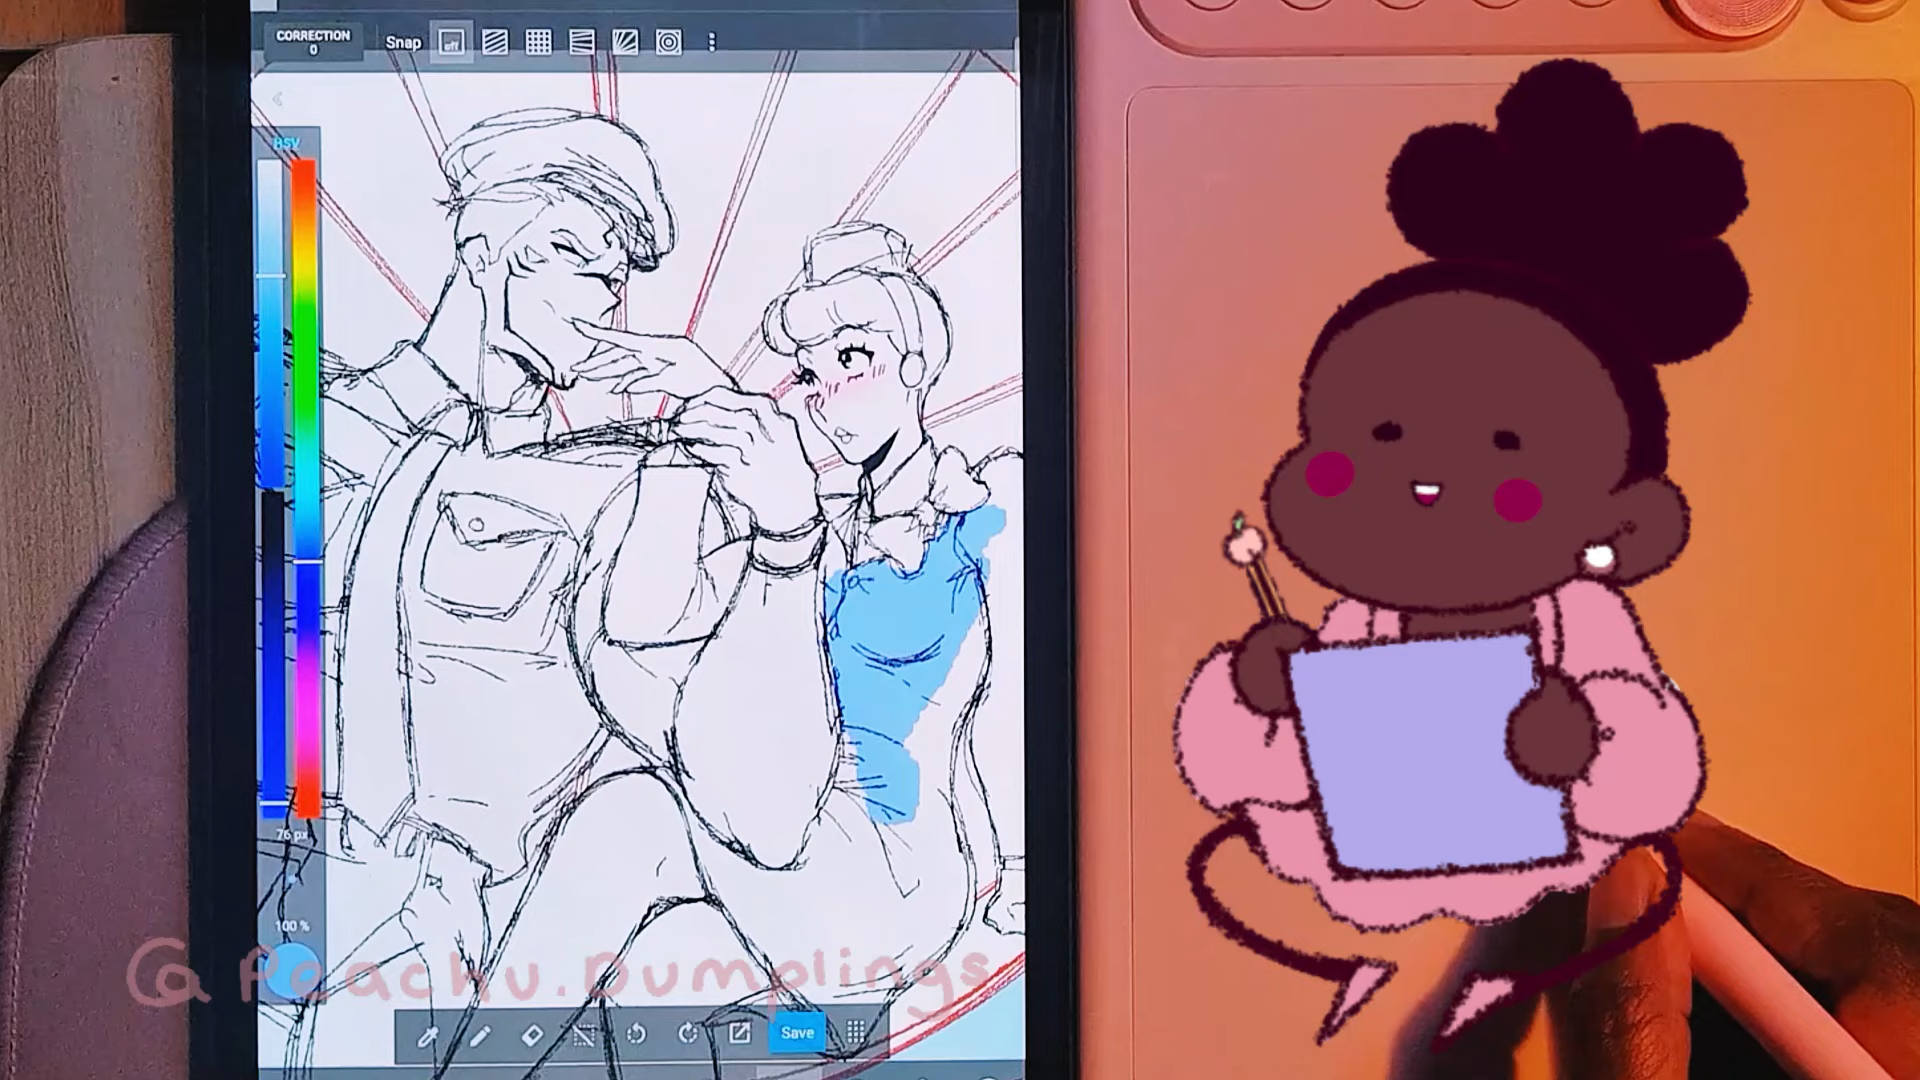 CORRECTION
0
Snap
off
HSV
76 px
100 %
@Peachu.Dumplings
Save